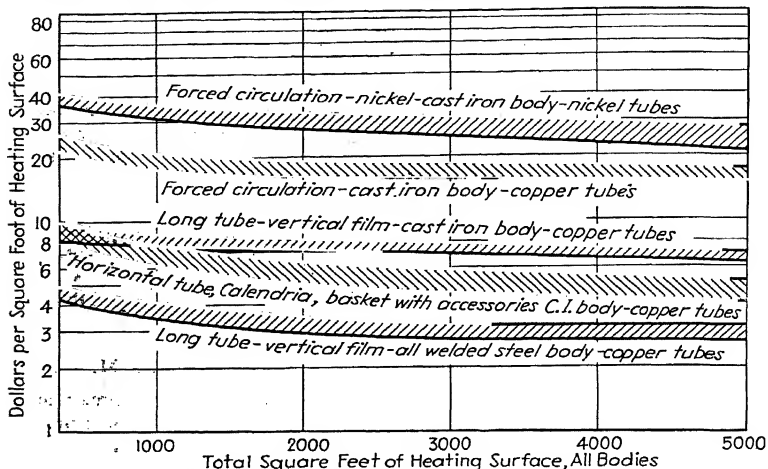 Dollars per Square Foot of Heating Surface
80
60
40
30
20
10
8
6
4
3
2
1
Forced circulation-nickel-cast iron body-nickel tubes
Forced circulation-cast.iron body-copper tubes
Long tube-vertical film-cast iron body-copper tubes
Horizontal tube, Calendria, basket with accessories C.I. body-copper tubes
Long tube-vertical film-all welded steel body-copper tubes
1000 2000 3000 4000 5000
Total Square Feet of Heating Surface, All Bodies